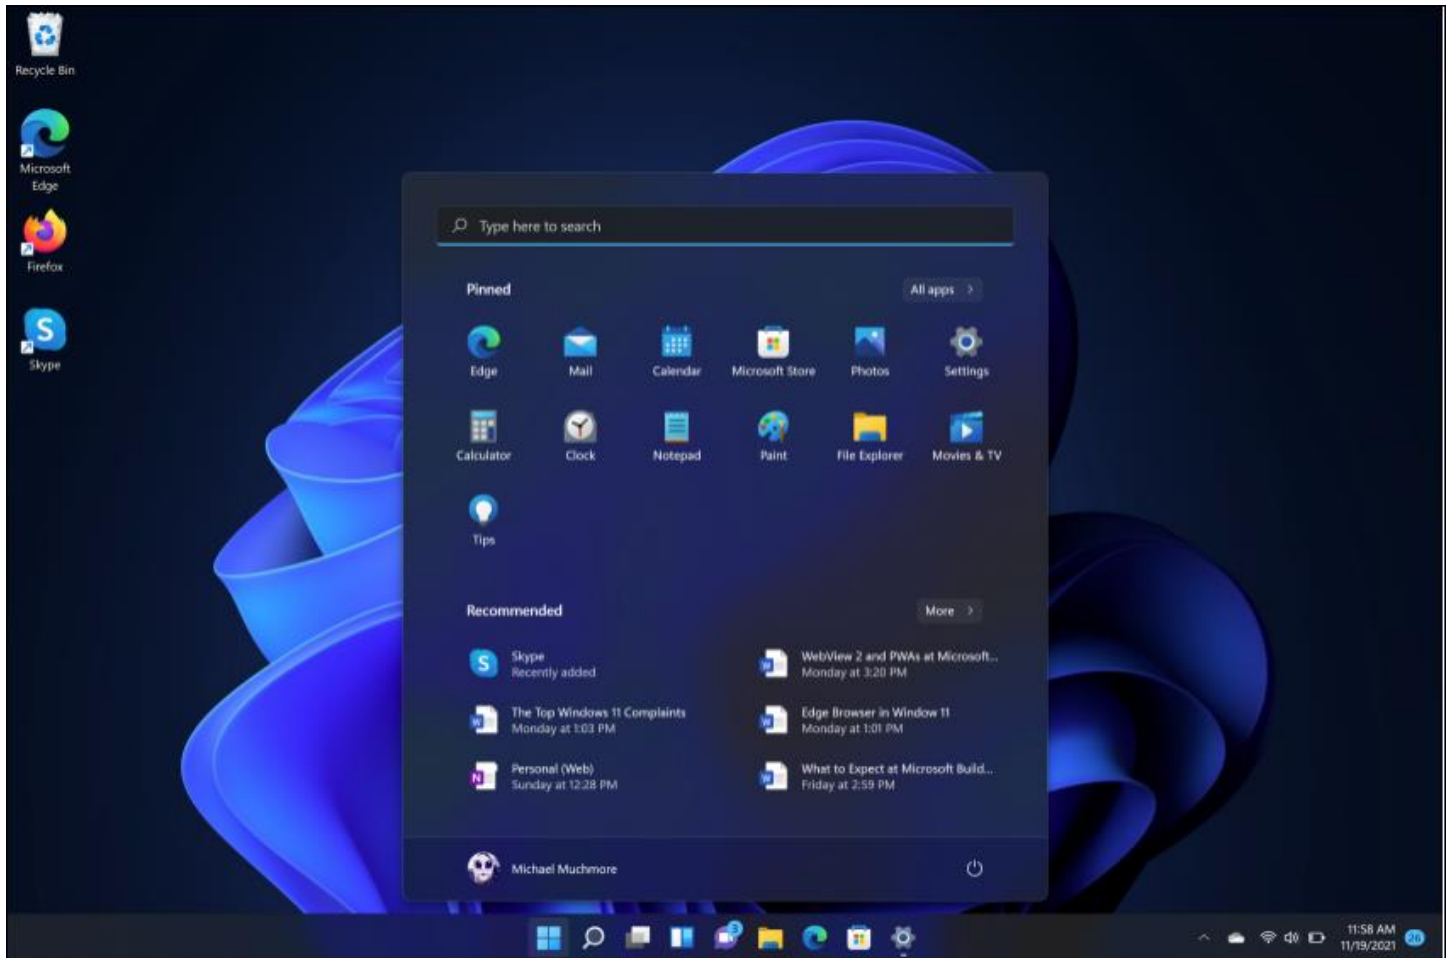 Recycle Bin
Microsoft
Edge
Firefox
Skype
Type here to search
Pinned
All apps
Edge
Mail
Calendar
Microsoft Store
Photos
Settings
Calculator
Clock
Notepad
Paint
File Explorer
Movies & TV
Tips
Recommended
More
Skype
Recently added
WebView 2 and PWAs at Microsoft...
Monday at 3:20 PM
The Top Windows 11 Complaints
Monday at 1:03 PM
Edge Browser in Window 11
Monday at 1:01 PM
Personal (Web)
Sunday at 12:28 PM
What to Expect at Microsoft Build...
Friday at 2:59 PM
Michael Muchmore
3
11:58 AM
11/19/2021
26